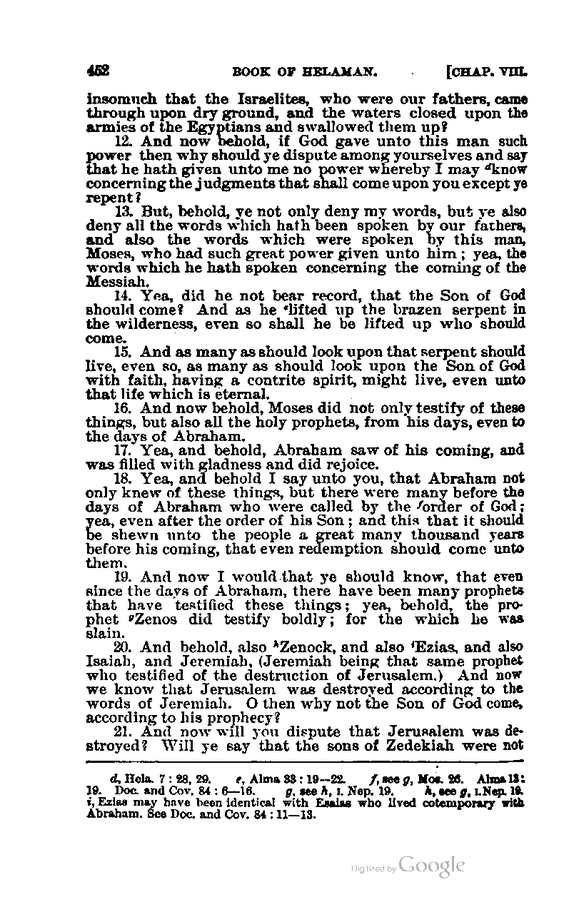 452 BOOK OF HELAMAN. [CHAP. VIII.
insomuch that the Israelites, who were our fathers, came
through upon dry ground, and the waters closed upon the
armies of the Egyptians and swallowed them up?
12. And now behold, if God gave unto this man such
power then why should ye dispute among yourselves and say
that he hath given unto me no power whereby I may dknow
concerning the judgments that shall come upon you except ye
repent?
13. But, behold, ye not only deny my words, but ye also
deny all the words which hath been spoken by our fathers,
and also the words which were spoken by this man,
Moses, who had such great power given unto him; yea, the
words which he hath spoken concerning the coming of the
Messiah.
14. Yea, did he not bear record, that the Son of God
should come? And as he elifted up the brazen serpent in
the wilderness, even so shall he be lifted up who should
come.
15. And as many as should look upon that serpent should
live, even so, as many as should look upon the Son of God
with faith, having a contrite spirit, might live, even unto
that life which is eternal.
16. And now behold, Moses did not only testify of these
things, but also all the holy prophets, from his days, even to
the days of Abraham.
17. Yea, and behold, Abraham saw of his coming, and
was filled with gladness and did rejoice.
18. Yea, and behold I say unto you, that Abraham not
only knew of these things, but there were many before the
days of Abraham who were called by the forder of God;
yea, even after the order of his Son; and this that it should
be shewn unto the people a great many thousand years
before his coming, that even redemption should come unto
them.
19. And now I would that ye should know, that even
since the days of Abraham, there have been many prophets
that have testified these things; yea, behold, the pro-
phet gZenos did testify boldly; for the which he was
slain.
20. And behold, also hZenock, and also iEzias, and also
Isaiah, and Jeremiah, (Jeremiah being that same prophet
who testified of the destruction of Jerusalem.) And now
we know that Jerusalem was destroyed according to the
words of Jeremiah. O then why not the Son of God come,
according to his prophecy?
21. And now will you dispute that Jerusalem was de-
stroyed? Will ye say that the sons of Zedekiah were not
d, Hela. 7 : 28, 29. e, Alma 33 : 19—22. f, see g, Mos. 26. Alma 13:
19. Doc. and Cov. 84 : 6—16. g, see h, 1. Nep. 19. h, see g, 1. Nep. 19.
i, Ezias may have been identical with Esaias who lived cotemporary with
Abraham. See Doc. and Cov. 84 : 11—13.
Digitized by Google